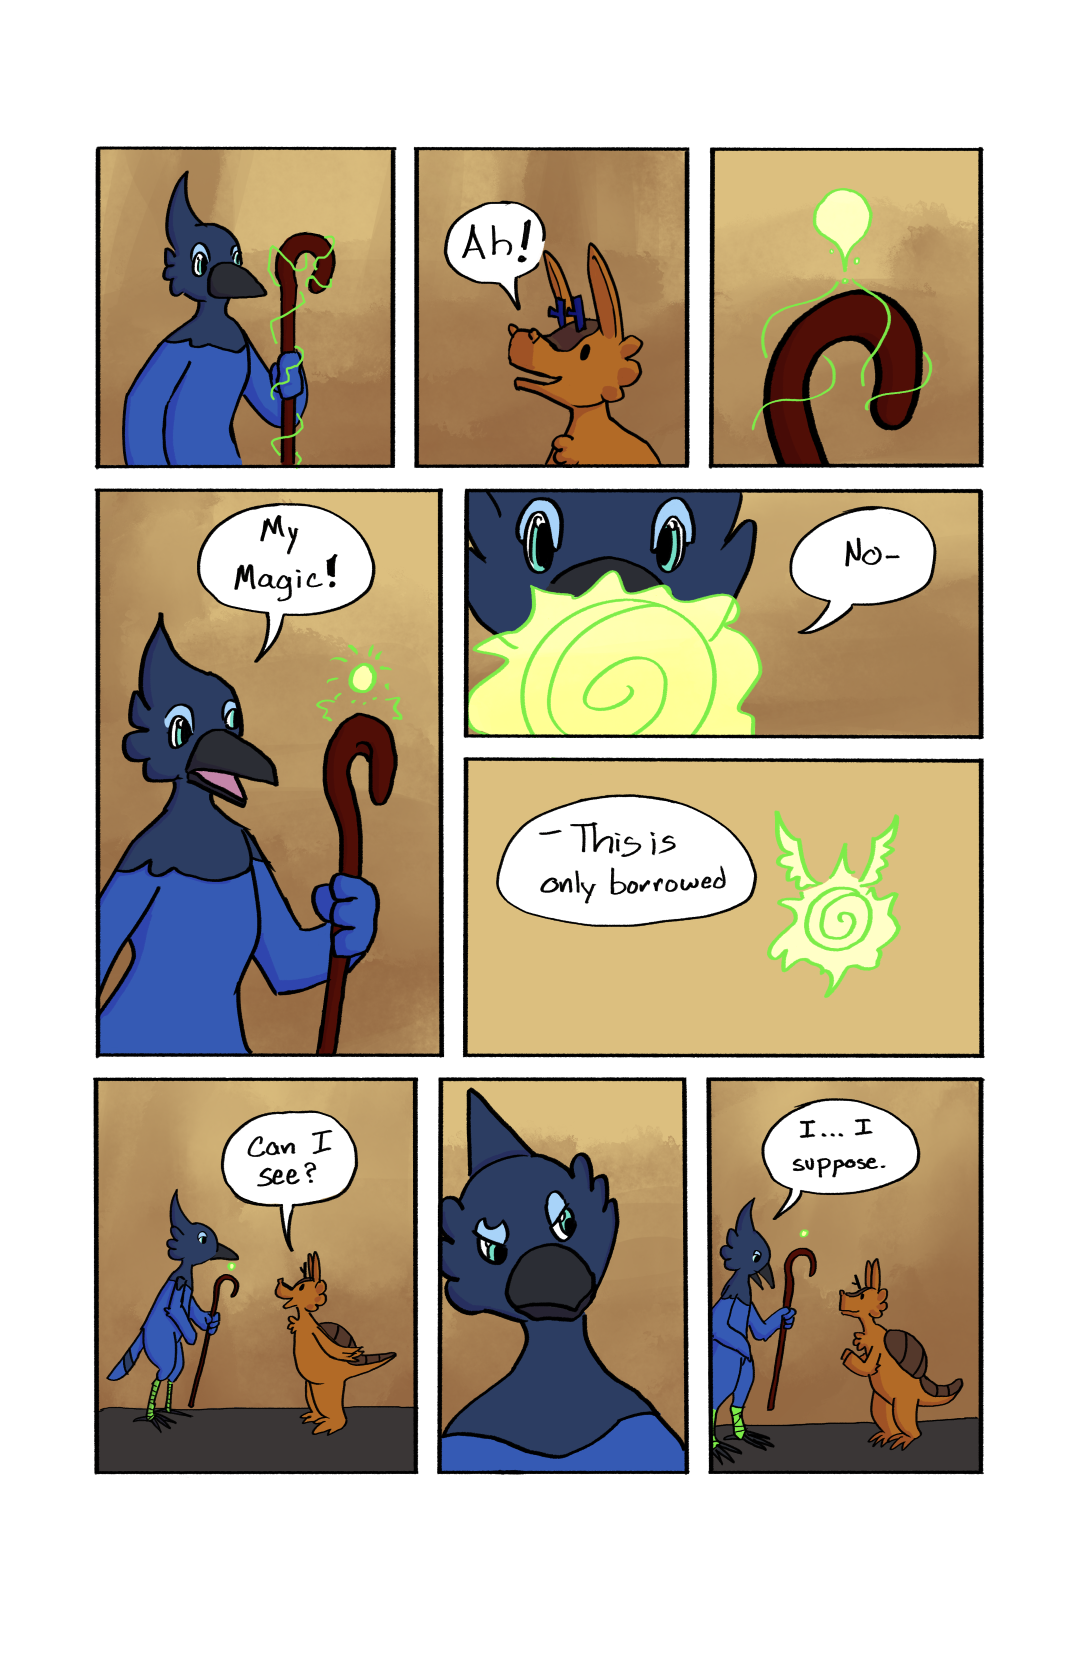 Ah!
My
Magic!
No-
- This is
only borrowed
Can I
see?
I... I
suppose.